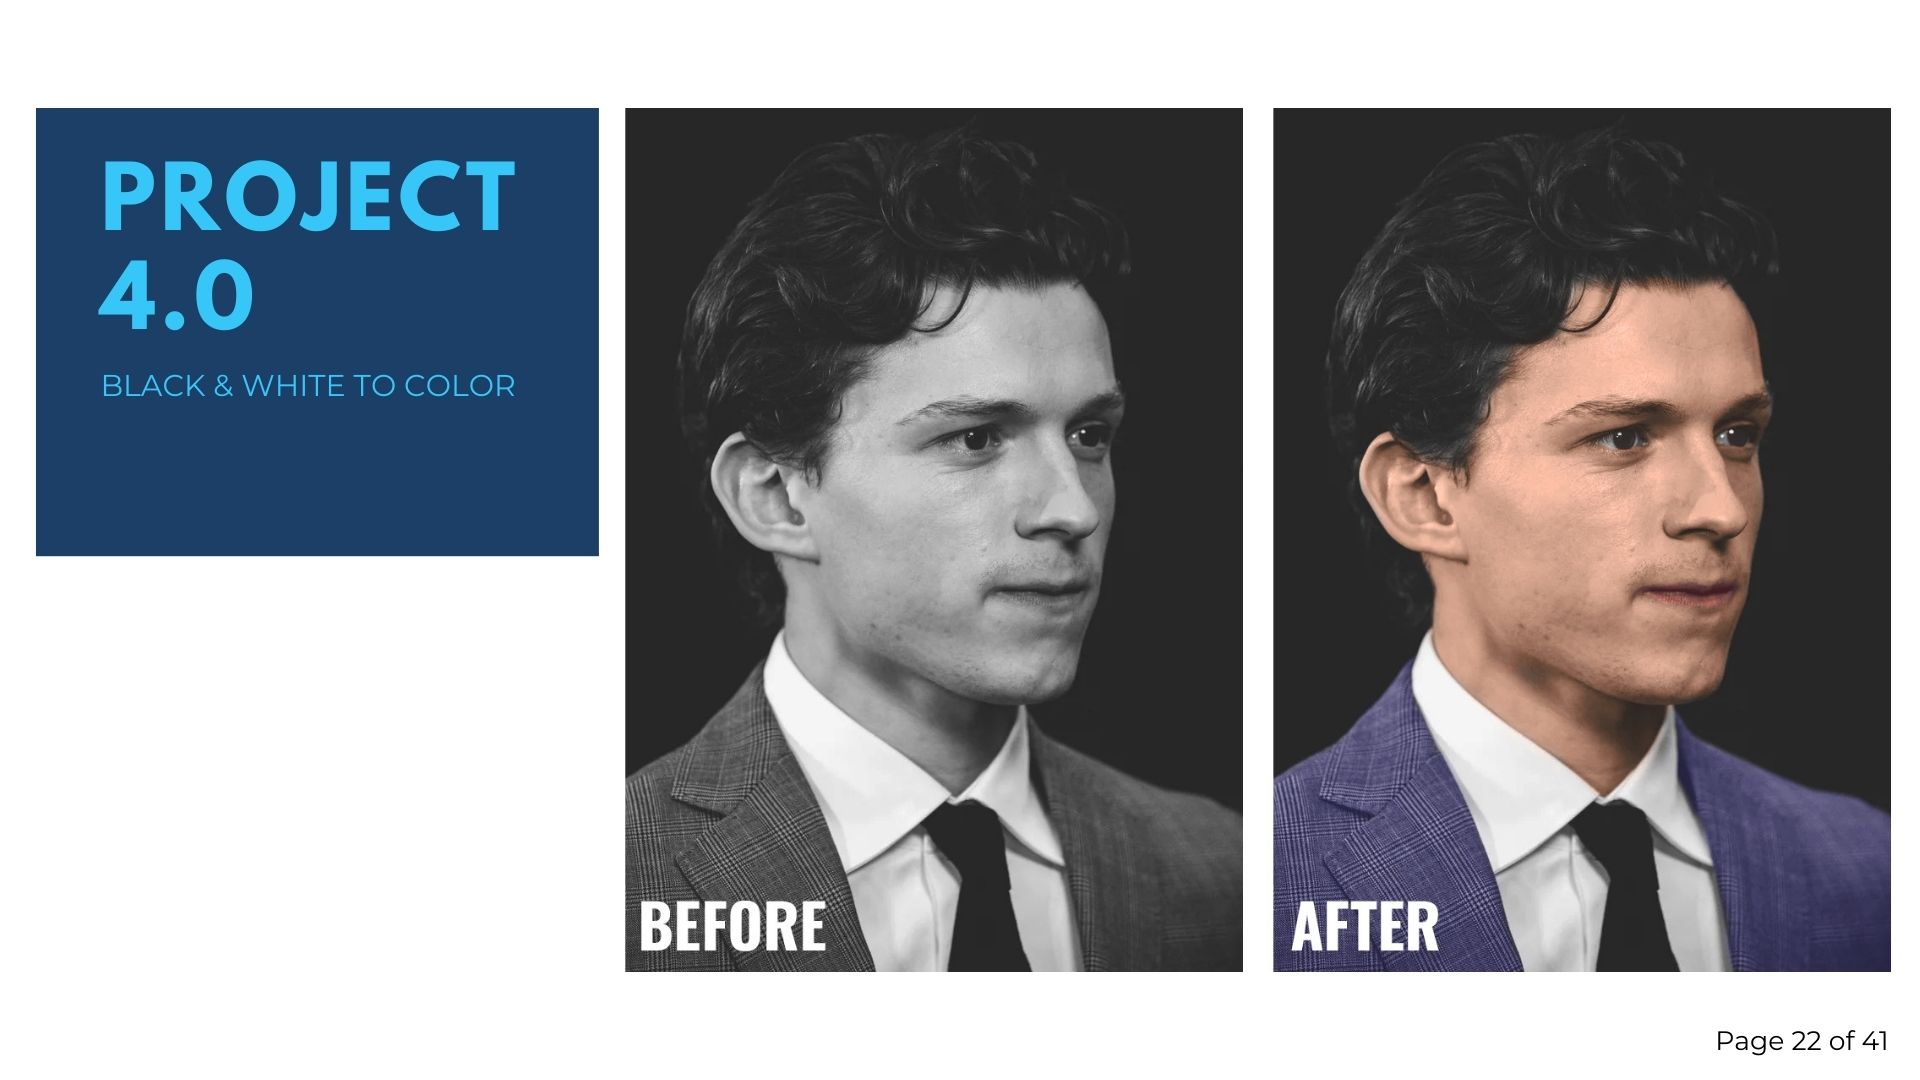 PROJECT
4.0
BLACK & WHITE TO COLOR
BEFORE
AFTER
Page 22 of 41